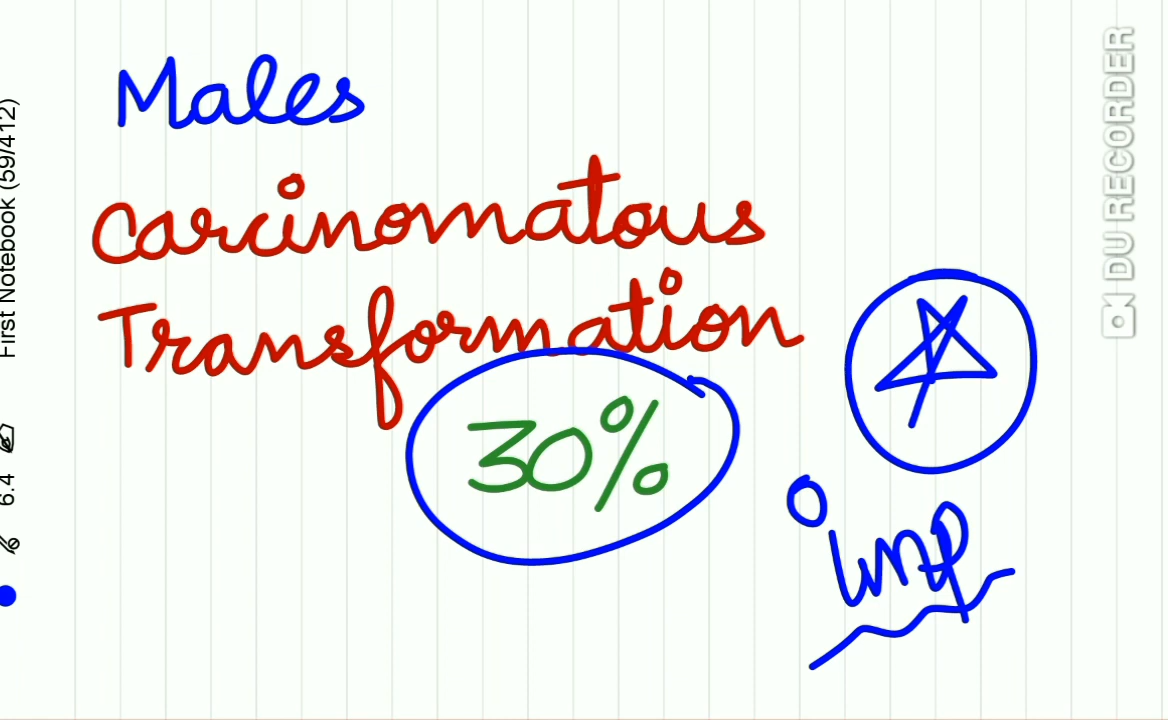 Males
Carcinomatous
Transformation
30%
imp
First Notebook (59/412)
6.4
DU RECORDER